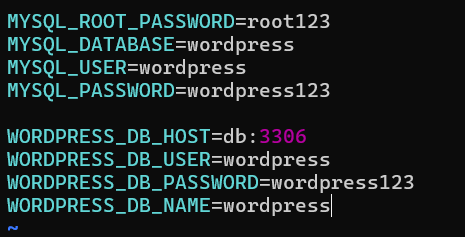 MYSQL_ROOT_PASSWORD=root123
MYSQL_DATABASE=wordpress
MYSQL_USER=wordpress
MYSQL_PASSWORD=wordpress123

WORDPRESS_DB_HOST=db:3306
WORDPRESS_DB_USER=wordpress
WORDPRESS_DB_PASSWORD=wordpress123
WORDPRESS_DB_NAME=wordpress
~